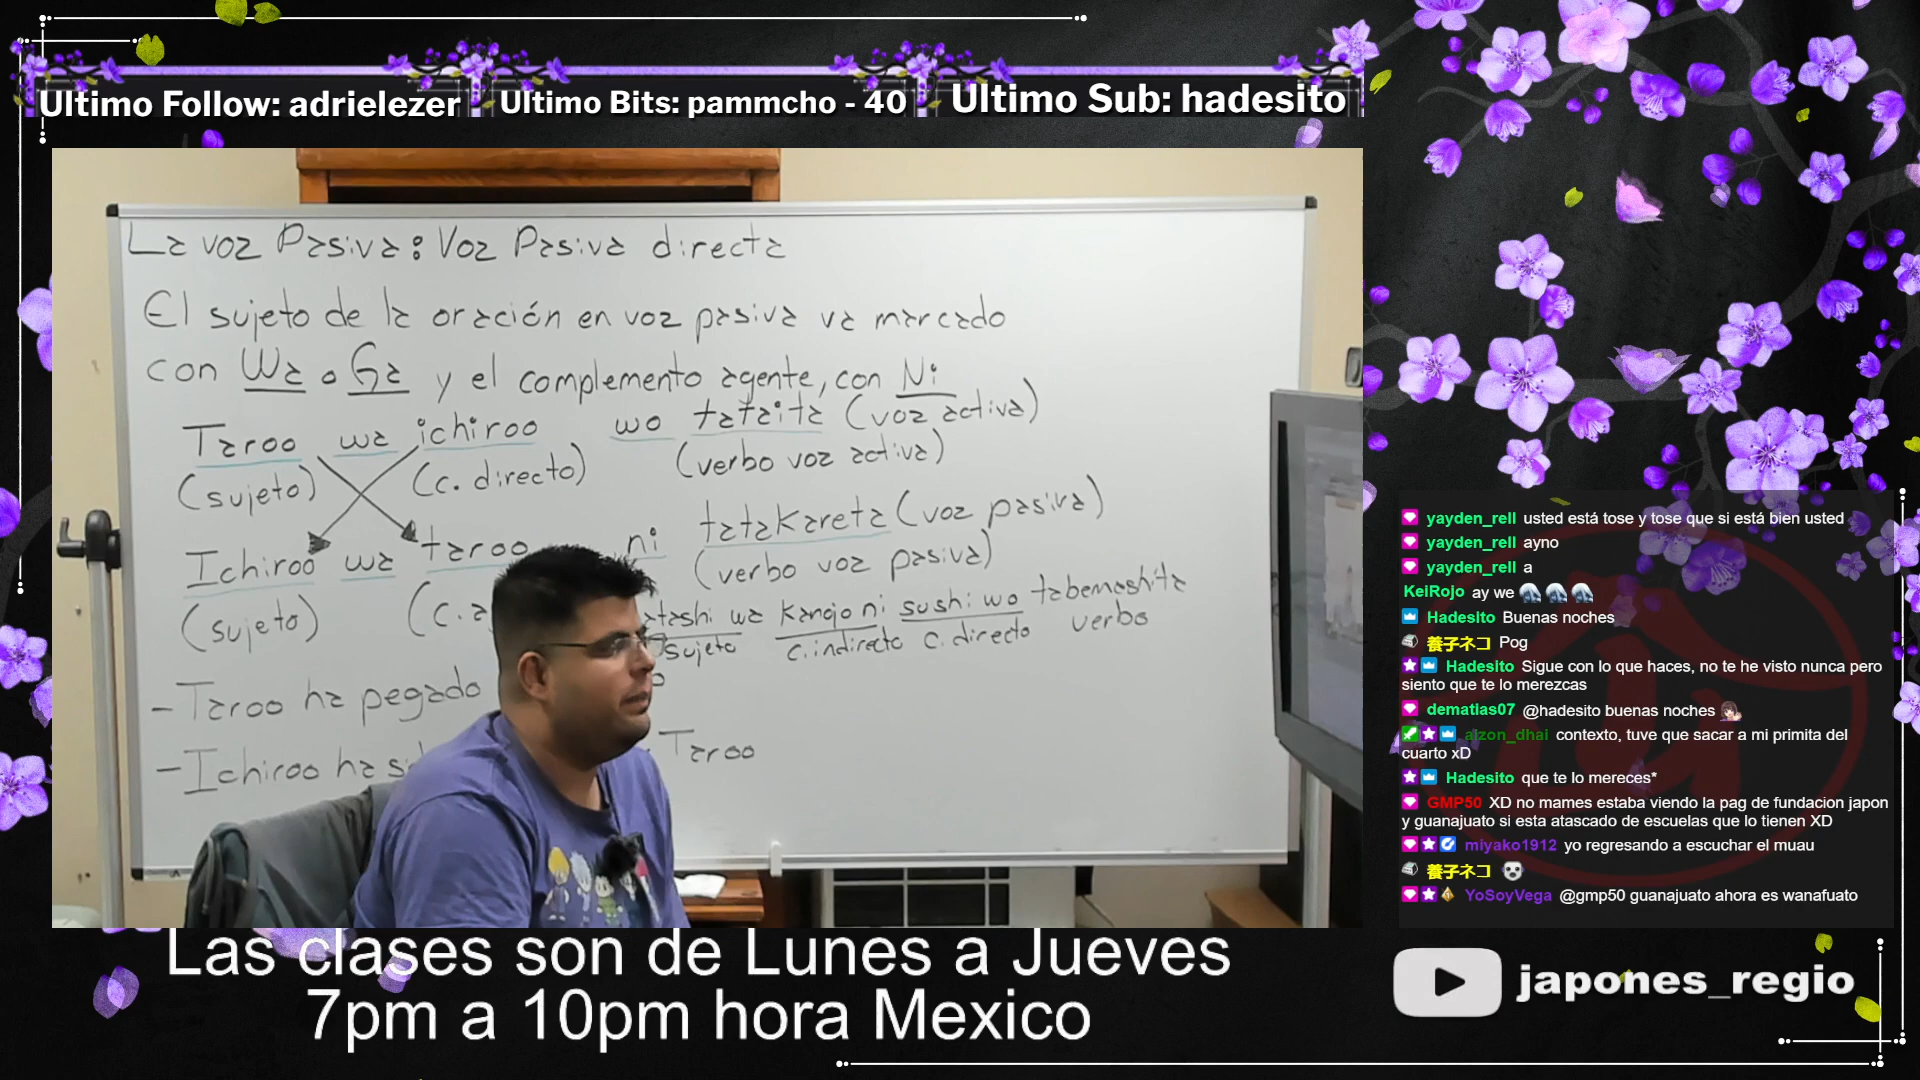 Ultimo Follow: adrielezer
Ultimo Bits: pammcho - 40
Ultimo Sub: hadesito
La voz Pasiva: Voz Pasiva directa
El sujeto de la oración en voz pasiva va marcado
con Wa o Ga y el complemento agente, con Ni
Taroo wa ichiroo wo tataita (voz activa)
(sujeto) (c. directo) (verbo voz activa)
Ichiroo wa taroo ni tatakareta (voz pasiva)
(sujeto) (c. (verbo voz pasiva)
wa Kanojo ni sushi wo tabemashita
sujeto c. indirecto c. directo verbo
- Taroo ha pegado
- Ichiroo ha Taroo
yayden_rell usted está tose y tose que si está bien usted
yayden_rell ayno
yayden_rell a
KeiRojo ay we
Hadesito Buenas noches
養子ネコ Pog
Hadesito Sigue con lo que haces, no te he visto nunca pero
siento que te lo merezcas
dematias07 @hadesito buenas noches
alzon_dhai contexto, tuve que sacar a mi primita del
cuarto xD
Hadesito que te lo mereces*
GMP50 XD no mames estaba viendo la pag de fundacion japon
y guanajuato si esta atascado de escuelas que lo tienen XD
miyako1912 yo regresando a escuchar el muau
養子ネコ
YoSoyVega @gmp50 guanajuato ahora es wanafuato
Las clases son de Lunes a Jueves
7pm a 10pm hora Mexico
japones_regio